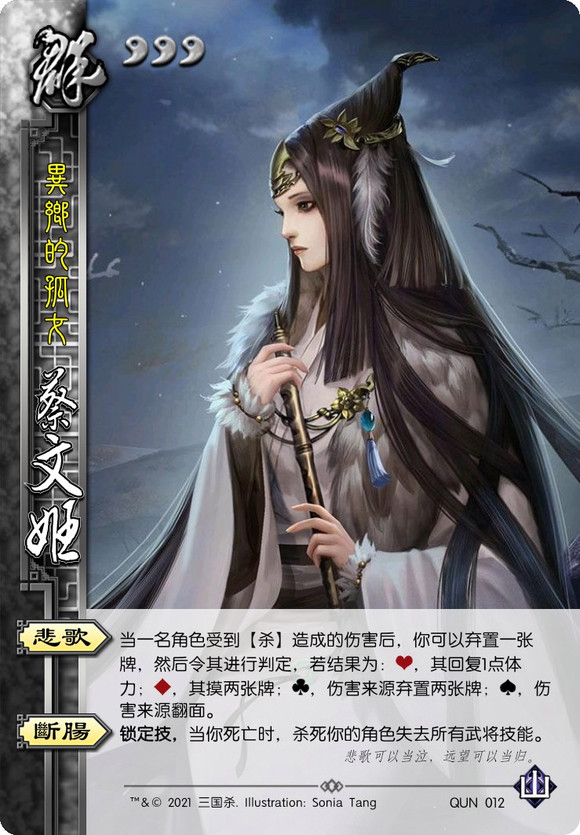 群
異鄉的孤女
蔡文姬
悲歌
当一名角色受到【杀】造成的伤害后，你可以弃置一张
牌，然后令其进行判定，若结果为：♥，其回复1点体
力；♦，其摸两张牌；♣，伤害来源弃置两张牌；♠，伤
害来源翻面。
斷腸
锁定技，当你死亡时，杀死你的角色失去所有武将技能。
悲歌可以当泣，远望可以当归。
™&© 2021 三国杀. Illustration: Sonia Tang
QUN 012
山